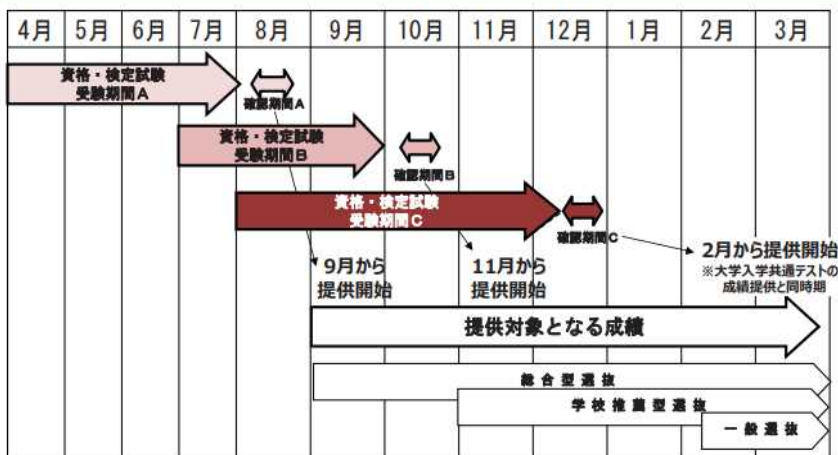 4月 5月 6月 7月 8月 9月 10月 11月 12月 1月 2月 3月
資格・検定試験
受験期間A
確認期間A
資格・検定試験
受験期間B
確認期間B
資格・検定試験
受験期間C
確認期間C
9月から
提供開始
11月から
提供開始
2月から提供開始
※大学入学共通テストの
成績提供と同時期
提供対象となる成績
総合型選抜
学校推薦型選抜
一般選抜